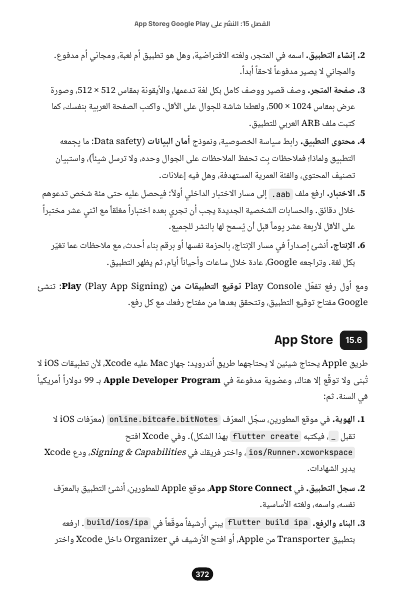 الفصل 15: النشر على Google Play وApp Store
2. إنشاء التطبيق. اسمه في المتجر، ولغته الافتراضية، وهل هو تطبيق أم لعبة، ومجاني أم مدفوع.
والمجاني لا يصير مدفوعاً لاحقاً أبداً.
3. صفحة المتجر. وصف قصير ووصف كامل بكل لغة تدعمها، والأيقونة بمقاس 512 × 512، وصورة
عرض بمقاس 1024 × 500، ولقطتا شاشة للجوال على الأقل. واكتب الصفحة العربية بنفسك، كما
كتبت ملف ARB العربي للتطبيق.
4. محتوى التطبيق. رابط سياسة الخصوصية، ونموذج أمان البيانات (Data safety): ما يجمعه
التطبيق ولماذا؛ فملاحظات بِت تحفظ الملاحظات على الجوال وحده، ولا ترسل شيئاً)، واستبيان
تصنيف المحتوى، والفئة العمرية المستهدفة، وهل فيه إعلانات.
5. الاختبار. ارفع ملف .aab إلى مسار الاختبار الداخلي أولاً: فيحصل عليه حتى مئة شخص تدعوهم
خلال دقائق. والحسابات الشخصية الجديدة يجب أن تجري بعده اختباراً مغلقاً مع اثني عشر مختبراً
على الأقل لأربعة عشر يوماً قبل أن يُسمح لها بالنشر للجميع.
6. الإنتاج. أنشئ إصداراً في مسار الإنتاج، بالحزمة نفسها أو برقم بناء أحدث، مع ملاحظات عما تغيّر
بكل لغة. وتراجعه Google، عادة خلال ساعات وأحياناً أيام، ثم يظهر التطبيق.
ومع أول رفع تفعّل Play Console توقيع التطبيقات من Play (Play App Signing): تنشئ
Google مفتاح توقيع التطبيق، وتتحقق بعدها من مفتاح رفعك مع كل رفع.
15.6 App Store
طريق Apple يحتاج شيئين لا يحتاجهما طريق أندرويد: جهاز Mac عليه Xcode، لأن تطبيقات iOS لا
تُبنى ولا توقَّع إلا هناك، وعضوية مدفوعة في Apple Developer Program بـ 99 دولاراً أمريكياً
في السنة. ثم:
1. الهوية. في موقع المطورين، سجّل المعرّف online.bitcafe.bitNotes (معرّفات iOS لا
تقبل _، فيكتبه flutter create بهذا الشكل). وفي Xcode افتح
ios/Runner.xcworkspace، واختر فريقك في Signing & Capabilities، ودع Xcode
يدير الشهادات.
2. سجل التطبيق. في App Store Connect، موقع Apple للمطورين، أنشئ التطبيق بالمعرّف
نفسه، واسمه، ولغته الأساسية.
3. البناء والرفع. flutter build ipa يبني أرشيفاً موقّعاً في build/ios/ipa. ارفعه
بتطبيق Transporter من Apple، أو افتح الأرشيف في Organizer داخل Xcode واختر
372